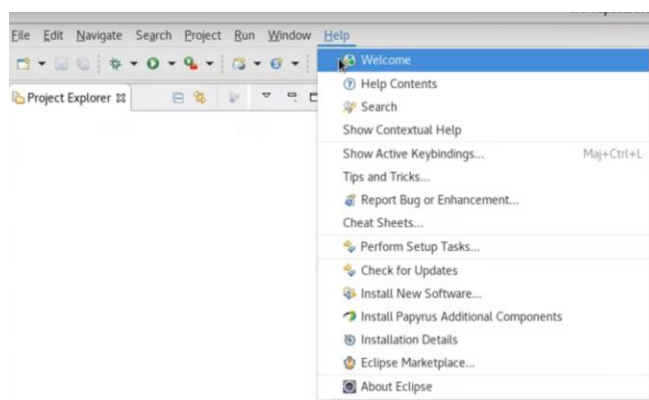 File Edit Navigate Search Project Run Window Help
Project Explorer
Welcome
Help Contents
Search
Show Contextual Help
Show Active Keybindings... Maj+Ctrl+L
Tips and Tricks...
Report Bug or Enhancement...
Cheat Sheets...
Perform Setup Tasks...
Check for Updates
Install New Software...
Install Papyrus Additional Components
Installation Details
Eclipse Marketplace...
About Eclipse